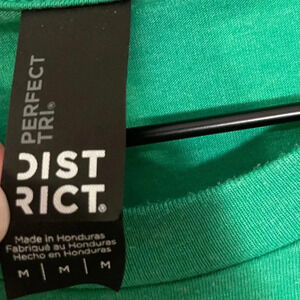 PERFECT
TRI®
DIST
RICT®
Made in Honduras
Fabriqué au Honduras
Hecho en Honduras
M | M | M